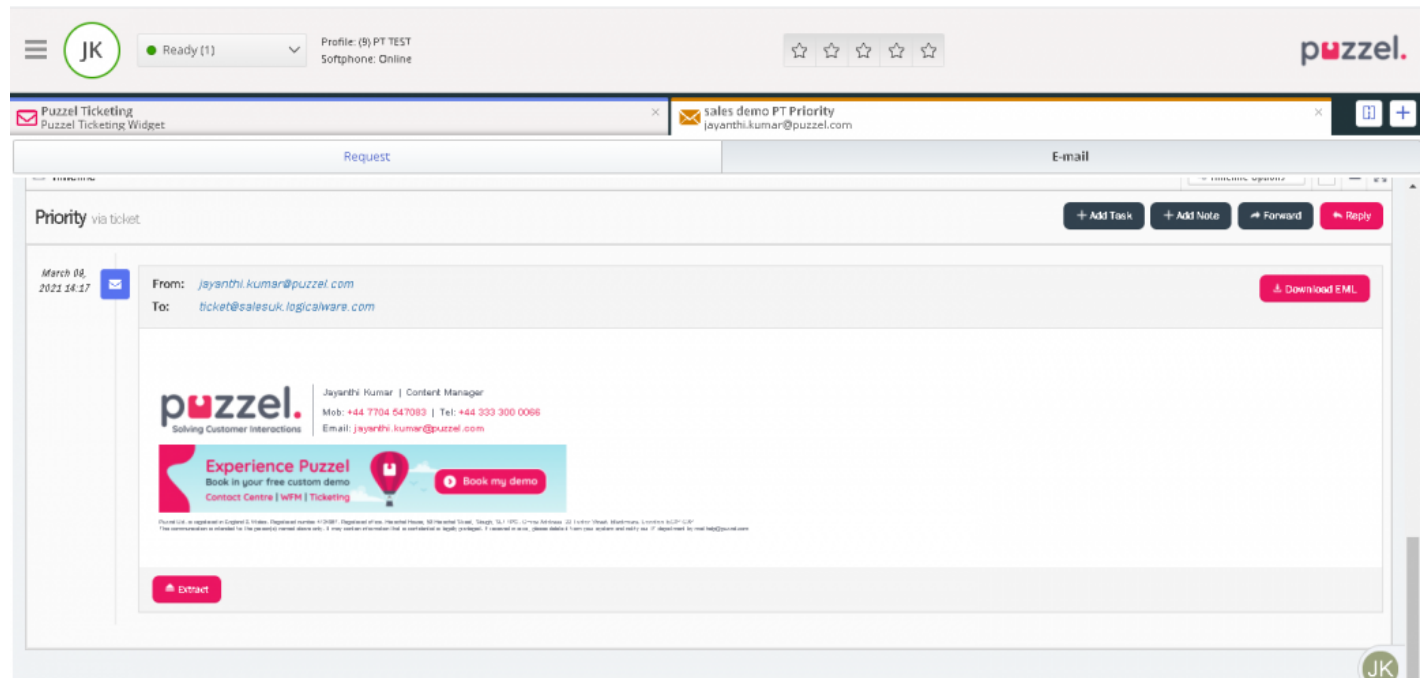 JK
Ready (1)
Profile: (9) PT TEST
Softphone: Online
puzzel.
Puzzel Ticketing
Puzzel Ticketing Widget
sales demo PT Priority
jayanthi.kumar@puzzel.com
Request
E-mail
Timeline
Timeline Options
Priority via ticket
+ Add Task
+ Add Note
Forward
Reply
March 09,
2021 14:17
From: jayanthi.kumar@puzzel.com
To: ticket@salesuk.logicalware.com
Download EML
puzzel.
Solving Customer Interactions
Jayanthi Kumar | Content Manager
Mob: +44 7704 547083 | Tel: +44 333 300 0066
Email: jayanthi.kumar@puzzel.com
Experience Puzzel
Book in your free custom demo
Contact Centre | WFM | Ticketing
Book my demo
Extract
JK